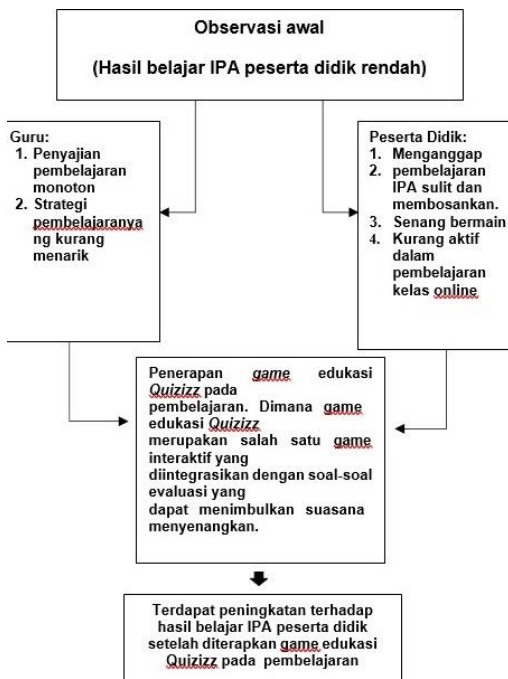 Observasi awal
(Hasil belajar IPA peserta didik rendah)
Guru:
1. Penyajian
pembelajaran
monoton
2. Strategi
pembelajaranya
ng kurang
menarik
Peserta Didik:
1. Menganggap
2. pembelajaran
IPA sulit dan
membosankan.
3. Senang bermain
4. Kurang aktif
dalam
pembelajaran
kelas online
Penerapan game edukasi
Quizizz pada
pembelajaran. Dimana game
edukasi Quizizz
merupakan salah satu game
interaktif yang
diintegrasikan dengan soal-soal
evaluasi yang
dapat menimbulkan suasana
menyenangkan.
Terdapat peningkatan terhadap
hasil belajar IPA peserta didik
setelah diterapkan game edukasi
Quizizz pada pembelajaran